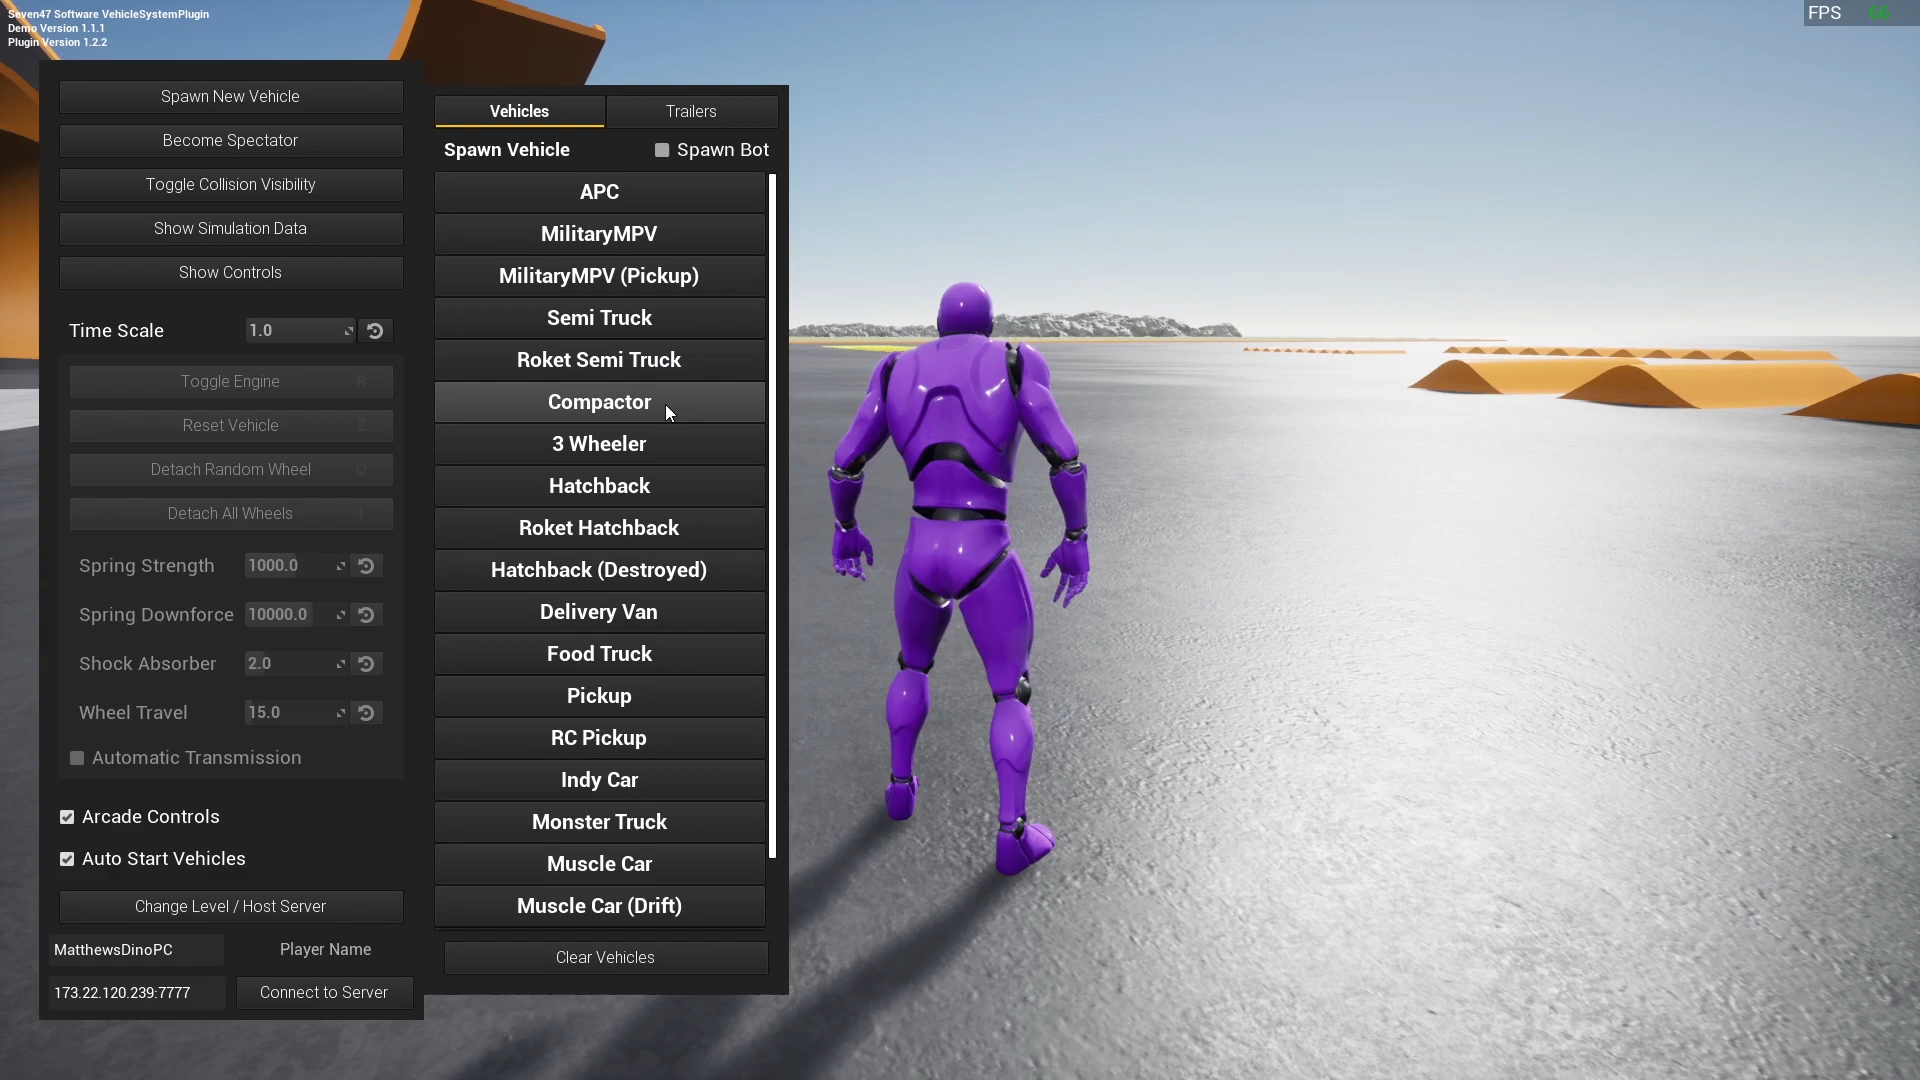 Seven47 Software VehicleSystemPlugin
Demo Version 1.1.1
Plugin Version 1.2.2
FPS 66
Spawn New Vehicle
Become Spectator
Toggle Collision Visibility
Show Simulation Data
Show Controls
Time Scale 1.0
Toggle Engine R
Reset Vehicle Z
Detach Random Wheel O
Detach All Wheels I
Spring Strength 1000.0
Spring Downforce 10000.0
Shock Absorber 2.0
Wheel Travel 15.0
Automatic Transmission
Arcade Controls
Auto Start Vehicles
Change Level / Host Server
MatthewsDinoPC Player Name
173.22.120.239:7777 Connect to Server
Vehicles Trailers
Spawn Vehicle Spawn Bot
APC
MilitaryMPV
MilitaryMPV (Pickup)
Semi Truck
Roket Semi Truck
Compactor
3 Wheeler
Hatchback
Roket Hatchback
Hatchback (Destroyed)
Delivery Van
Food Truck
Pickup
RC Pickup
Indy Car
Monster Truck
Muscle Car
Muscle Car (Drift)
Clear Vehicles